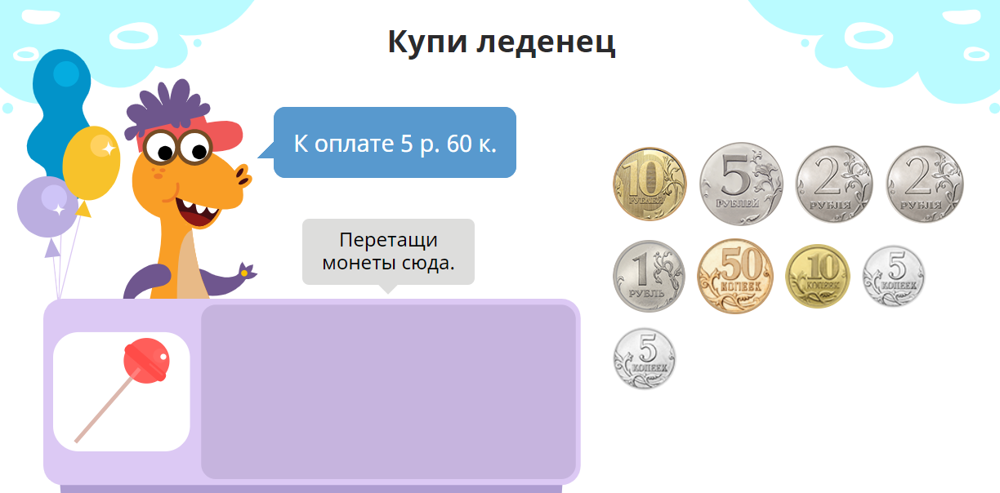 Купи леденец
К оплате 5 р. 60 к.
Перетащи
монеты сюда.
10
РУБЛЕЙ
5
РУБЛЕЙ
2
РУБЛЯ
2
РУБЛЯ
1
РУБЛЬ
50
КОПЕЕК
10
КОПЕЕК
5
КОПЕЕК
5
КОПЕЕК